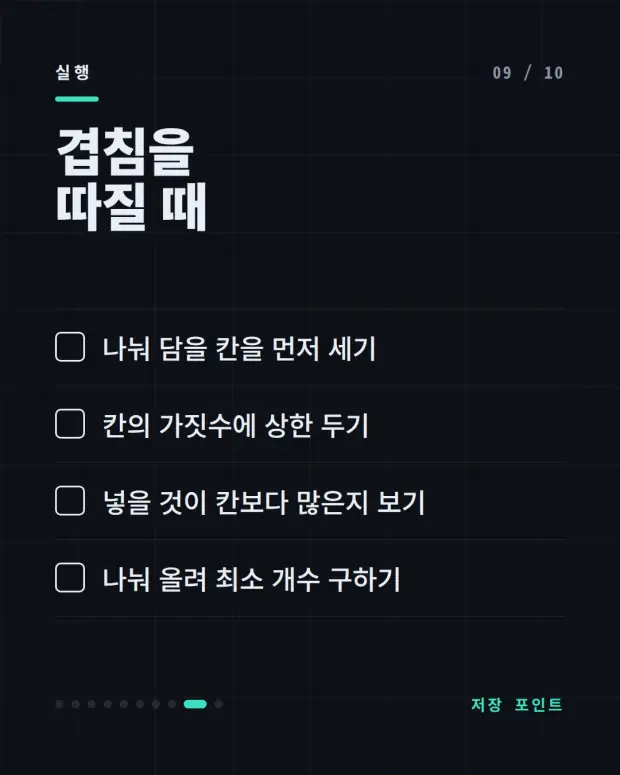 실행
09 / 10
겹침을
따질 때
나눠 담을 칸을 먼저 세기
칸의 가짓수에 상한 두기
넣을 것이 칸보다 많은지 보기
나눠 올려 최소 개수 구하기
저장 포인트